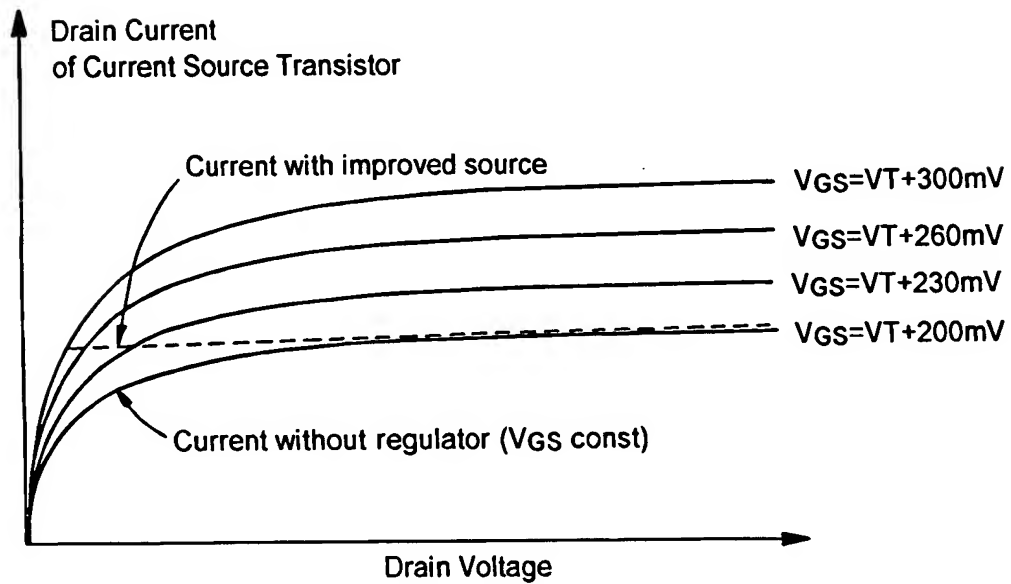 Drain Current
of Current Source Transistor
Current with improved source
VGS=VT+300mV
VGS=VT+260mV
VGS=VT+230mV
VGS=VT+200mV
Current without regulator (VGS const)
Drain Voltage